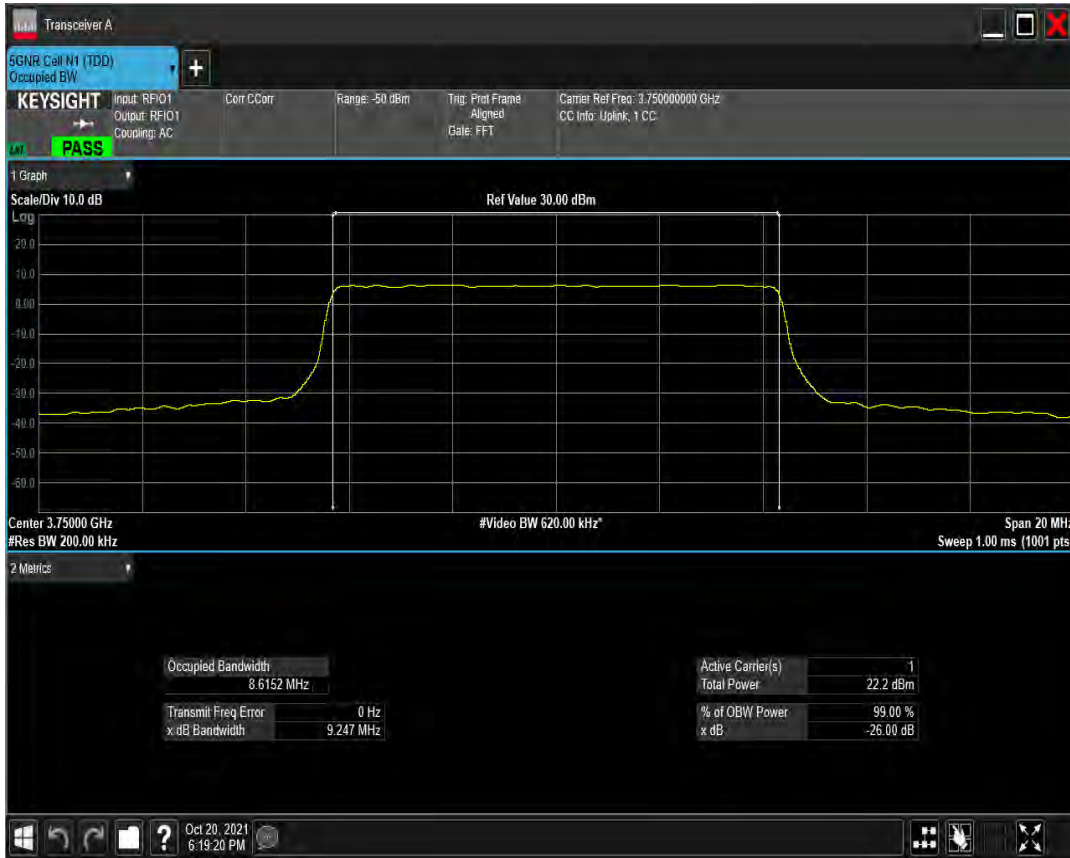 Transceiver A
5GNR Cell N1 (TDD)
Occupied BW
+
KEYSIGHT
PASS
Input: RFIO1
Output: RFIO1
Coupling: AC
Corr CCorr
Range: -50 dBm
Trig: Prot Frame
Aligned
Gate: FFT
Carrier Ref Freq: 3.750000000 GHz
CC Info: Uplink, 1 CC
1 Graph
Scale/Div 10.0 dB
Ref Value 30.00 dBm
Log
20.0
10.0
0.00
-10.0
-20.0
-30.0
-40.0
-50.0
-60.0
Center 3.75000 GHz
#Video BW 620.00 kHz*
Span 20 MHz
#Res BW 200.00 kHz
Sweep 1.00 ms (1001 pts
2 Metrics
Occupied Bandwidth
8.6152 MHz
Transmit Freq Error 0 Hz
x dB Bandwidth 9.247 MHz
Active Carrier(s) 1
Total Power 22.2 dBm
% of OBW Power 99.00 %
x dB -26.00 dB
?
Oct 20, 2021
6:19:20 PM